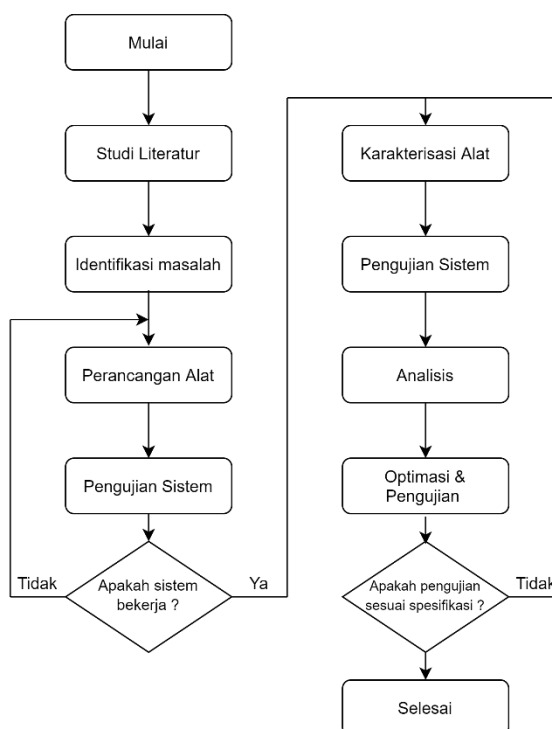 Mulai
Studi Literatur
Identifikasi masalah
Perancangan Alat
Pengujian Sistem
Apakah sistem
bekerja ?
Tidak
Ya
Karakterisasi Alat
Pengujian Sistem
Analisis
Optimasi &
Pengujian
Apakah pengujian
sesuai spesifikasi ?
Tidak
Selesai